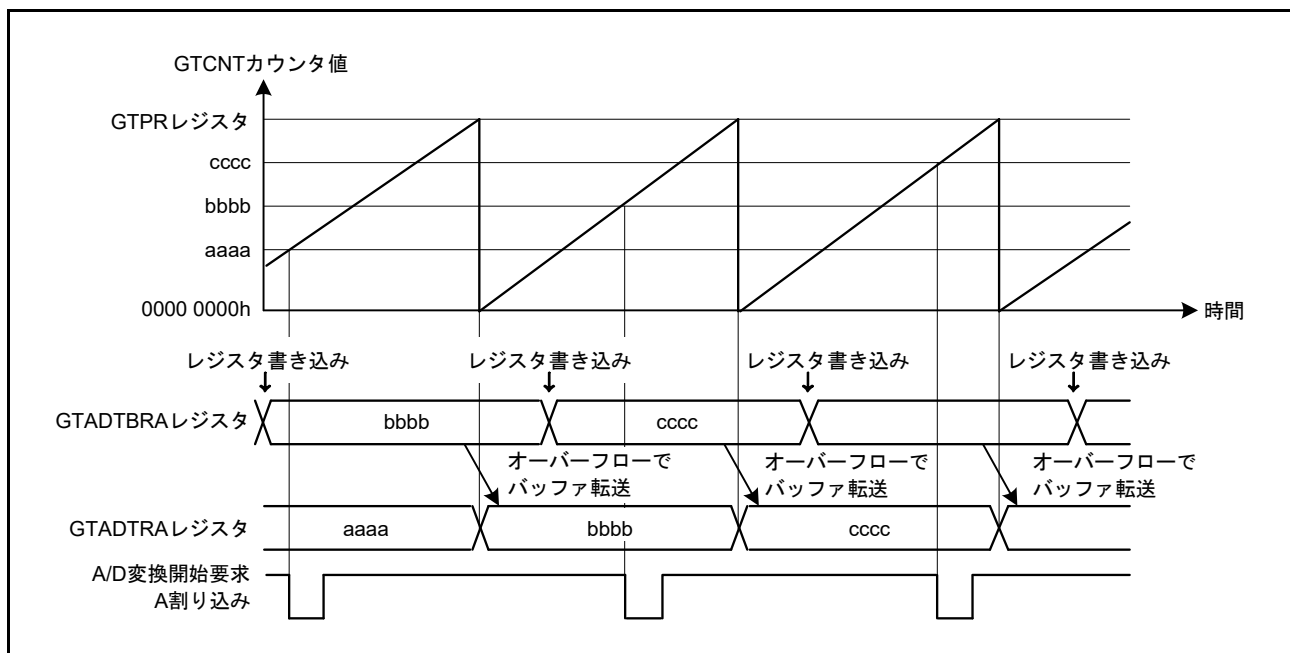 GTCNTカウンタ値
GTPRレジスタ
cccc
bbbb
aaaa
0000 0000h
時間
レジスタ書き込み レジスタ書き込み レジスタ書き込み レジスタ書き込み
GTADTBRAレジスタ bbbb cccc
オーバーフローで オーバーフローで オーバーフローで
バッファ転送 バッファ転送 バッファ転送
GTADTRAレジスタ aaaa bbbb cccc
A/D変換開始要求
A割り込み